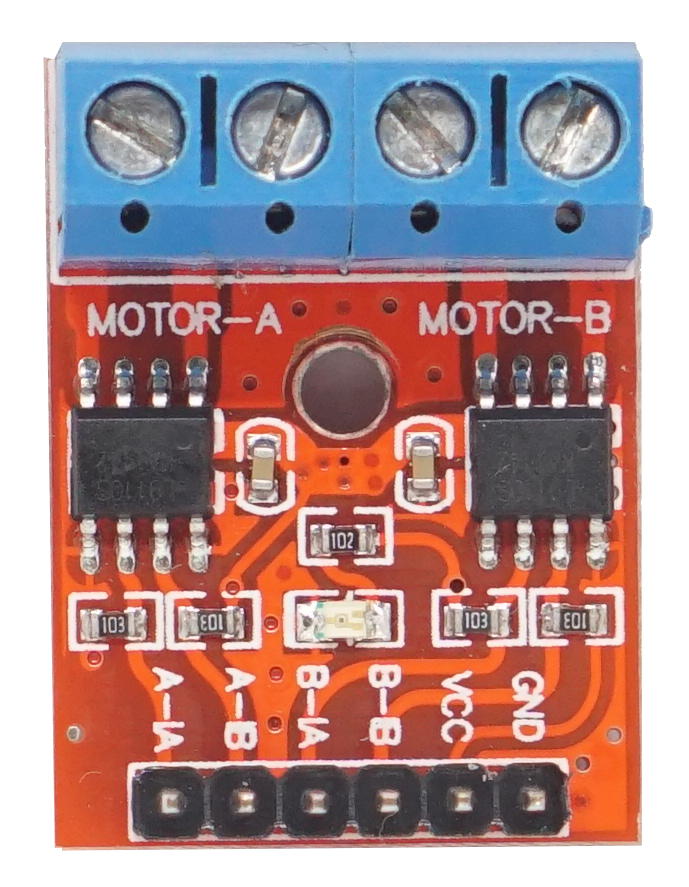 MOTOR-A
MOTOR-B
102
103
103
103
103
A-IA
A-IB
B-IA
B-IB
VCC
GND